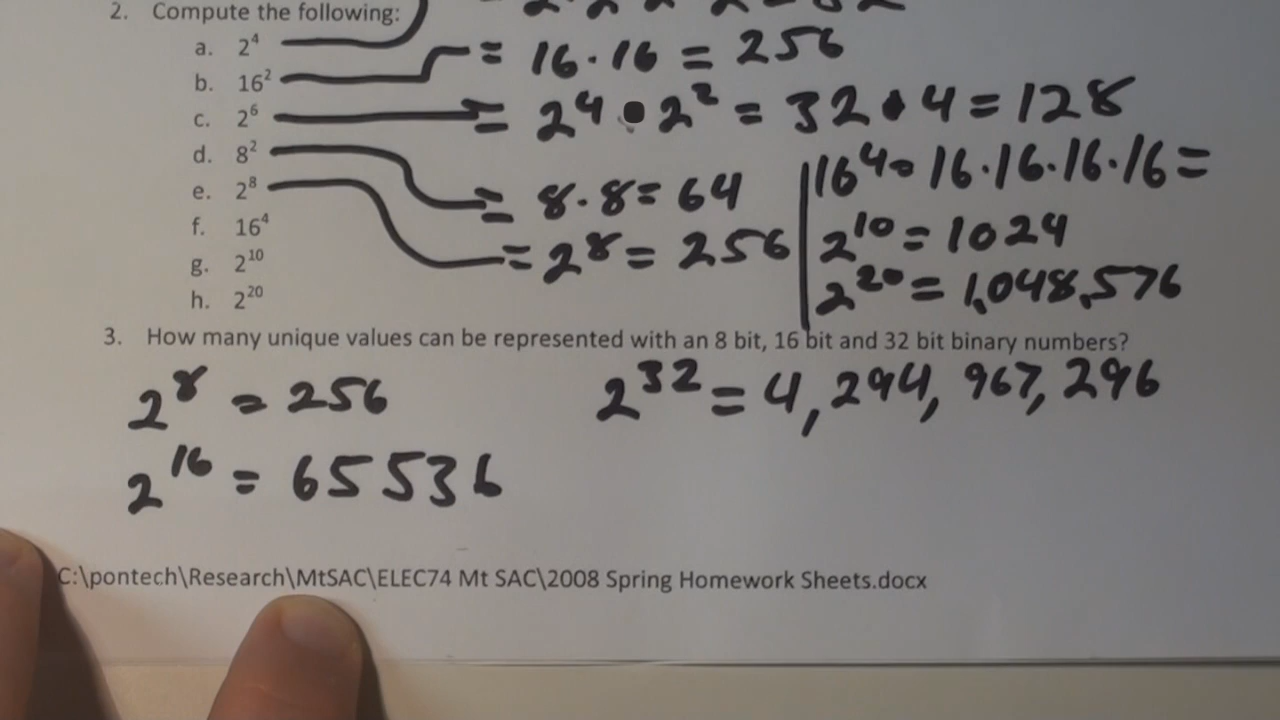 2. Compute the following:
a. 2⁴
b. 16² = 16 · 16 = 256
c. 2⁶ = 2⁴ · 2² = 32 · 4 = 128
d. 8² = 8 · 8 = 64
e. 2⁸ = 2⁸ = 256
f. 16⁴
g. 2¹⁰
h. 2²⁰
16⁴ = 16 · 16 · 16 · 16 =
2¹⁰ = 1024
2²⁰ = 1,048,576
3. How many unique values can be represented with an 8 bit, 16 bit and 32 bit binary numbers?
2⁸ = 256
2¹⁶ = 65536
2³² = 4,294,967,296
C:\pontech\Research\MtSAC\ELEC74 Mt SAC\2008 Spring Homework Sheets.docx